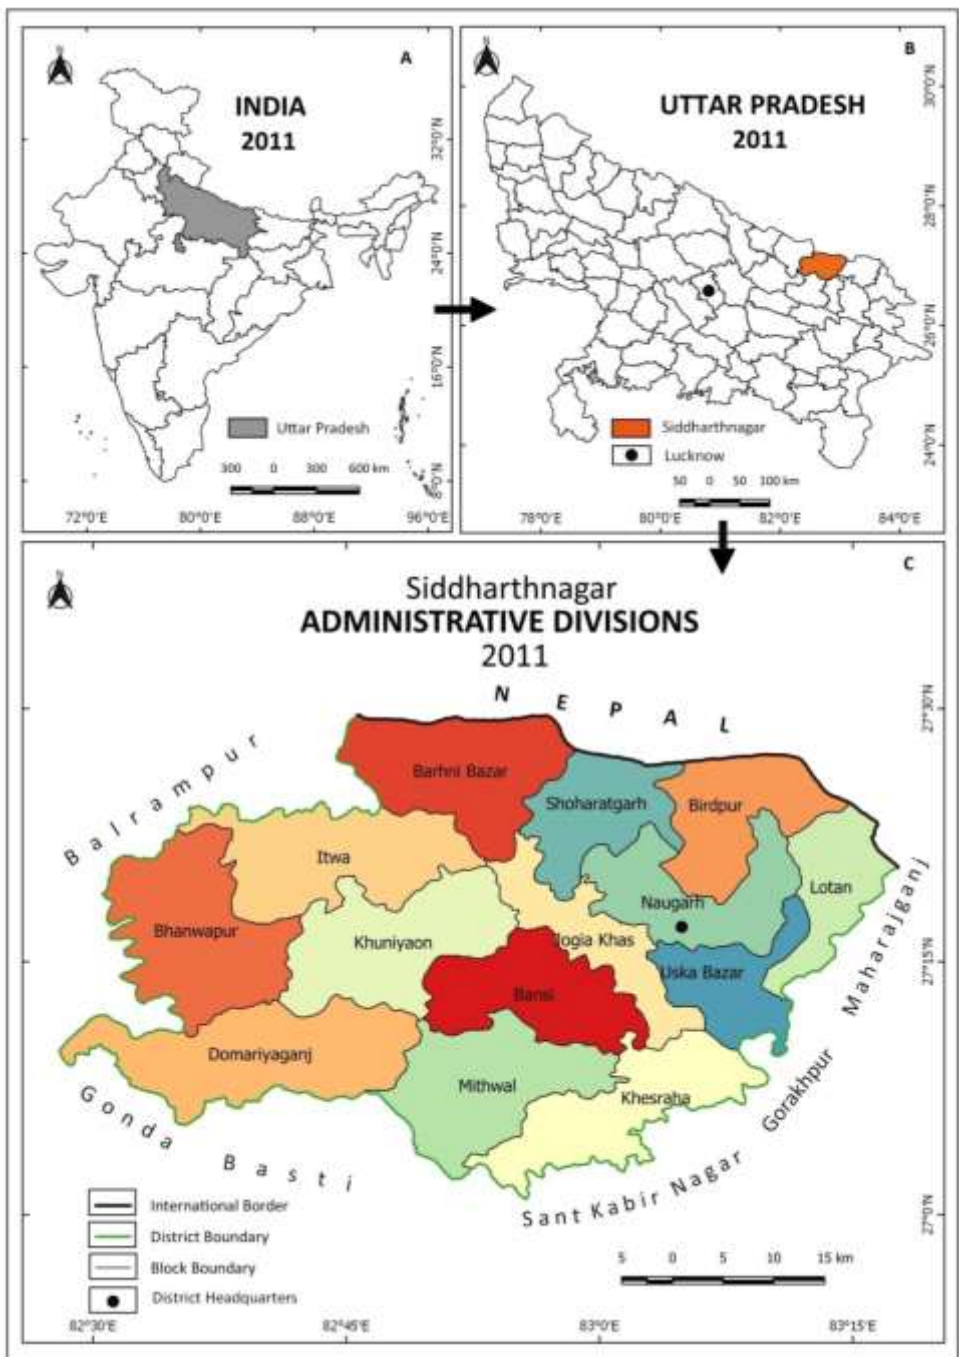 N
A
INDIA
2011
32°0'N
24°0'N
16°0'N
8°0'N
Uttar Pradesh
300 0 300 600 km
72°0'E 80°0'E 88°0'E 96°0'E
N
B
UTTAR PRADESH
2011
30°0'N
28°0'N
26°0'N
24°0'N
Siddharthnagar
Lucknow
50 0 50 100 km
78°0'E 80°0'E 82°0'E 84°0'E
N
C
Siddharthnagar
ADMINISTRATIVE DIVISIONS
2011
NEPAL
27°30'N
Balrampur
Barhni Bazar
Shoharatgarh
Birdpur
Itwa
Lotan
Naugarh
Bhanwapur
Khuniyaon
Jogia Khas
Uska Bazar
27°15'N
Maharajganj
Bansi
Domariyaganj
Mithwal
Khesraha
Gorakhpur
Gonda
Basti
Sant Kabir Nagar
27°0'N
International Border
District Boundary
Block Boundary
District Headquarters
5 0 5 10 15 km
82°30'E 82°45'E 83°0'E 83°15'E